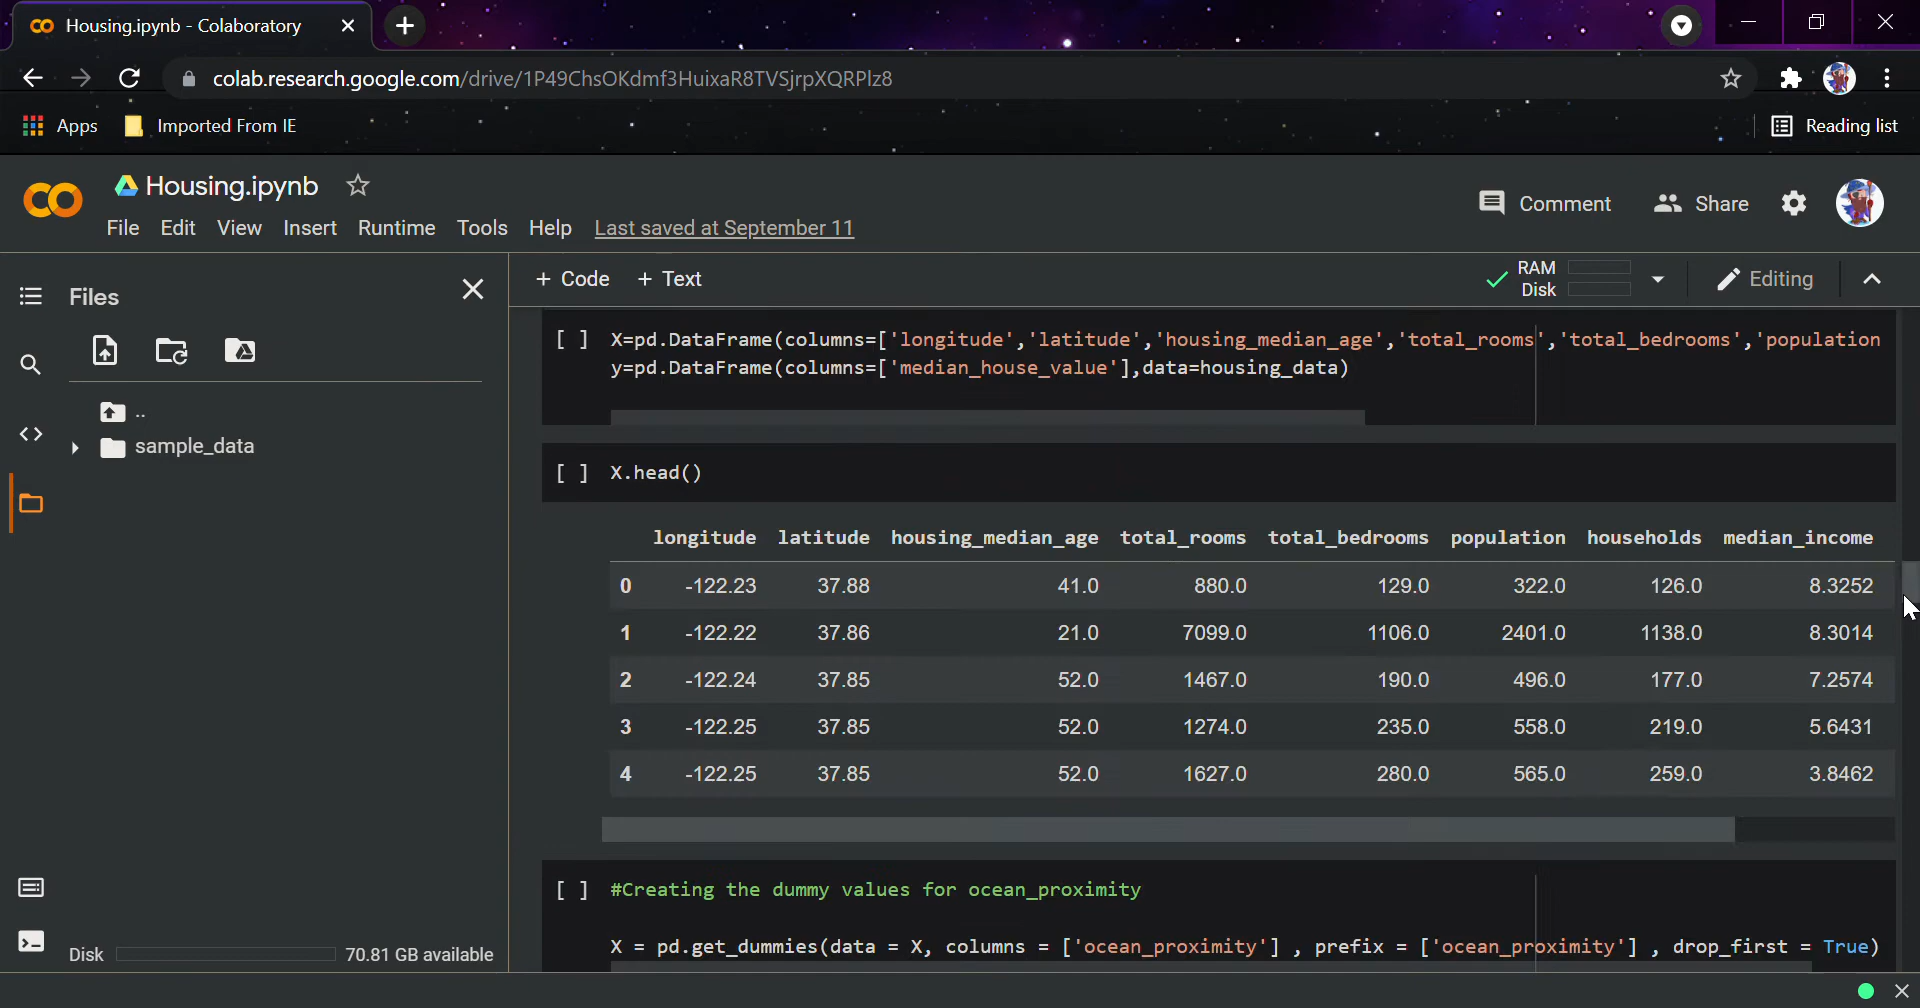 Housing.ipynb - Colaboratory
colab.research.google.com/drive/1P49ChsOKdmf3HuixaR8TVSjrpXQRPlz8
Apps Imported From IE Reading list
Housing.ipynb
Comment Share
File Edit View Insert Runtime Tools Help Last saved at September 11
Files
+ Code + Text
RAM
Disk
Editing
..
sample_data
Disk 70.81 GB available
[ ] X=pd.DataFrame(columns=['longitude','latitude','housing_median_age','total_rooms','total_bedrooms','population
y=pd.DataFrame(columns=['median_house_value'],data=housing_data)
[ ] X.head()
longitude latitude housing_median_age total_rooms total_bedrooms population households median_income
0 -122.23 37.88 41.0 880.0 129.0 322.0 126.0 8.3252
1 -122.22 37.86 21.0 7099.0 1106.0 2401.0 1138.0 8.3014
2 -122.24 37.85 52.0 1467.0 190.0 496.0 177.0 7.2574
3 -122.25 37.85 52.0 1274.0 235.0 558.0 219.0 5.6431
4 -122.25 37.85 52.0 1627.0 280.0 565.0 259.0 3.8462
[ ] #Creating the dummy values for ocean_proximity
X = pd.get_dummies(data = X, columns = ['ocean_proximity'] , prefix = ['ocean_proximity'] , drop_first = True)